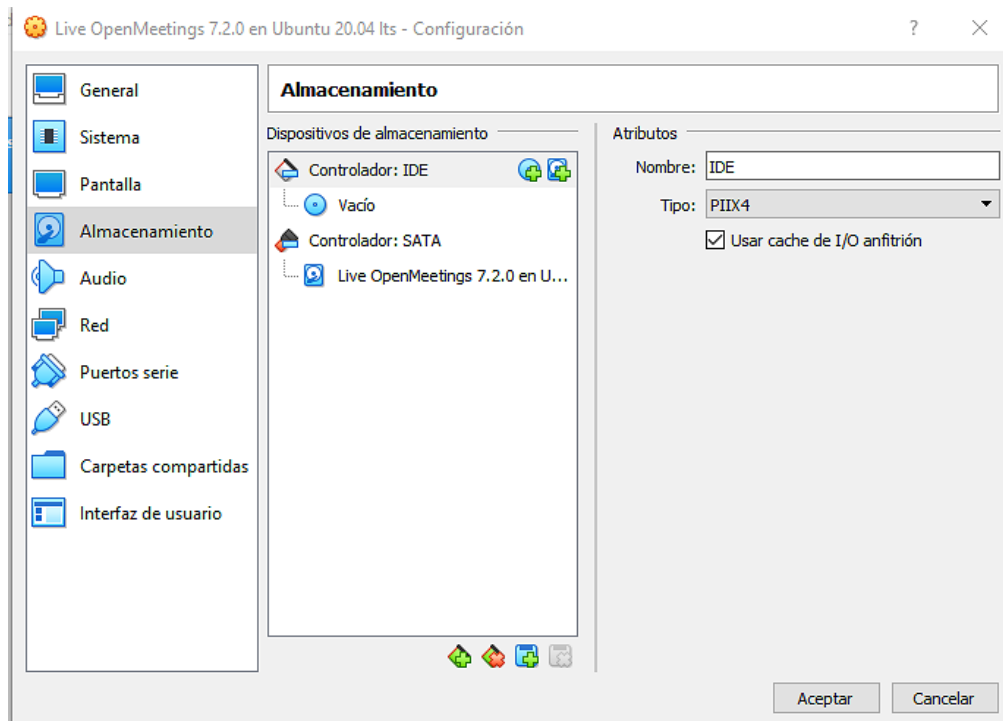 Live OpenMeetings 7.2.0 en Ubuntu 20.04 lts - Configuración
?
General
Sistema
Pantalla
Almacenamiento
Audio
Red
Puertos serie
USB
Carpetas compartidas
Interfaz de usuario
Almacenamiento
Dispositivos de almacenamiento
Controlador: IDE
Vacío
Controlador: SATA
Live OpenMeetings 7.2.0 en U...
Atributos
Nombre: IDE
Tipo: PIIX4
Usar cache de I/O anfitrión
Aceptar Cancelar